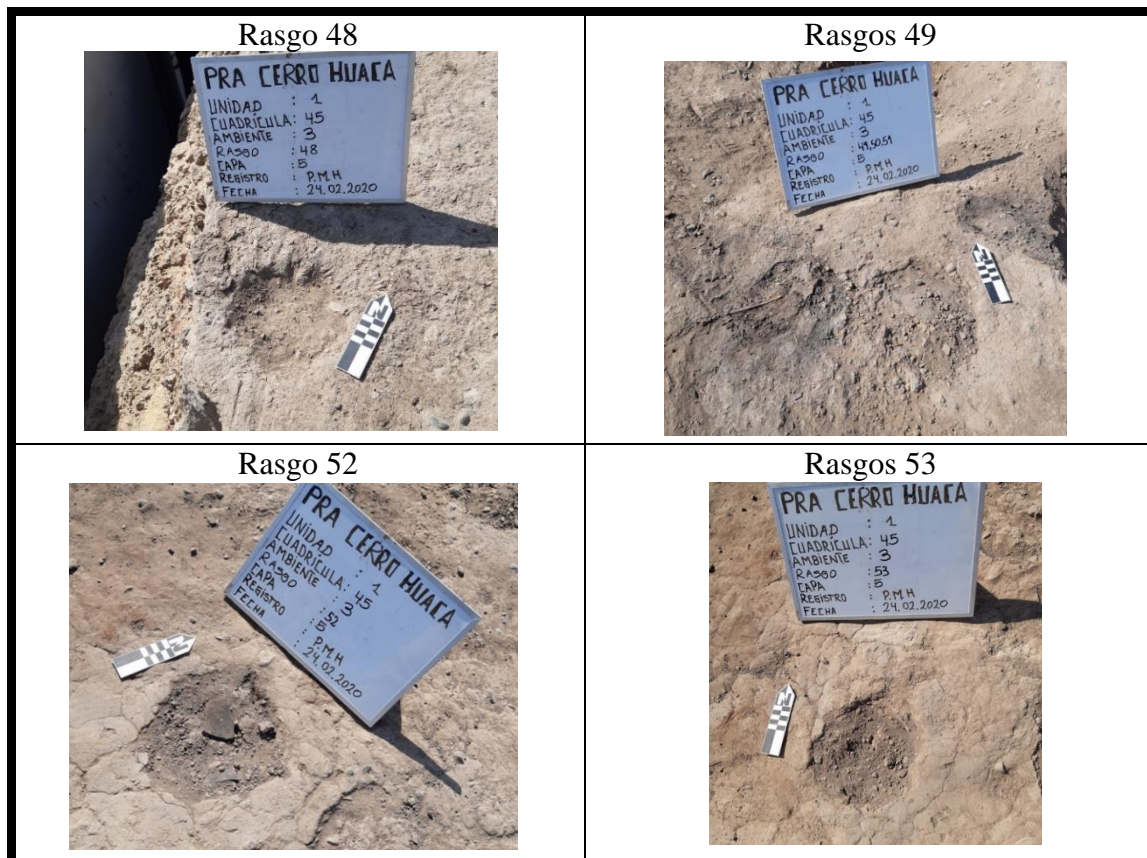 Rasgo 48
PRA CERRO HUACA
UNIDAD : 1
CUADRÍCULA: 45
AMBIENTE : 3
RASGO : 48
CAPA : 5
REGISTRO : P.M.H
FECHA : 24.02.2020
Rasgos 49
PRA CERRO HUACA
UNIDAD : 1
CUADRÍCULA: 45
AMBIENTE : 3
RASGO : 49,50,51
CAPA : 5
REGISTRO : P.M.H
FECHA : 24.02.2020
Rasgo 52
PRA CERRO HUACA
UNIDAD : 1
CUADRÍCULA: 45
AMBIENTE : 3
RASGO : 52
CAPA : 5
REGISTRO : P.M.H
FECHA : 24.02.2020
Rasgos 53
PRA CERRO HUACA
UNIDAD : 1
CUADRÍCULA: 45
AMBIENTE : 3
RASGO : 53
CAPA : 5
REGISTRO : P.M.H
FECHA : 24.02.2020